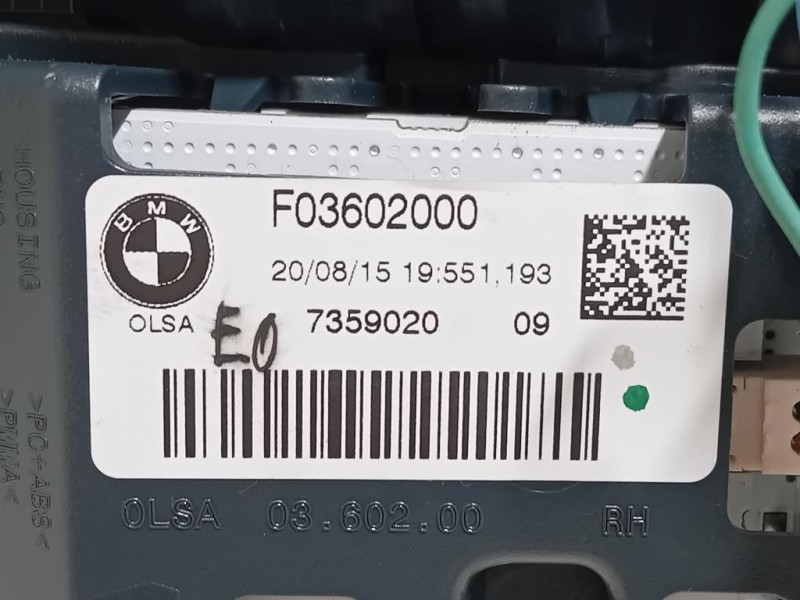 BMW
F03602000
20/08/15 19:551,193
OLSA
E0
7359020 09
OLSA 03.602.00 RH
HOUSING
>PC+ABS<
>PMMA<